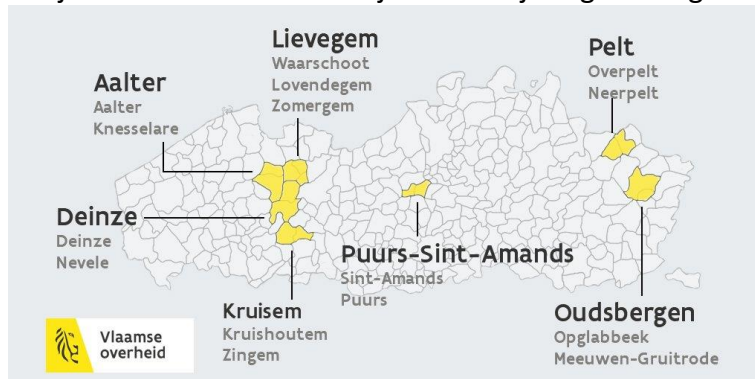 Lievegem
Waarschoot
Lovendegem
Zomergem
Pelt
Overpelt
Neerpelt
Aalter
Aalter
Knesselare
Deinze
Deinze
Nevele
Puurs-Sint-Amands
Sint-Amands
Puurs
Kruisem
Kruishoutem
Zingem
Oudsbergen
Opglabbeek
Meeuwen-Gruitrode
Vlaamse
overheid